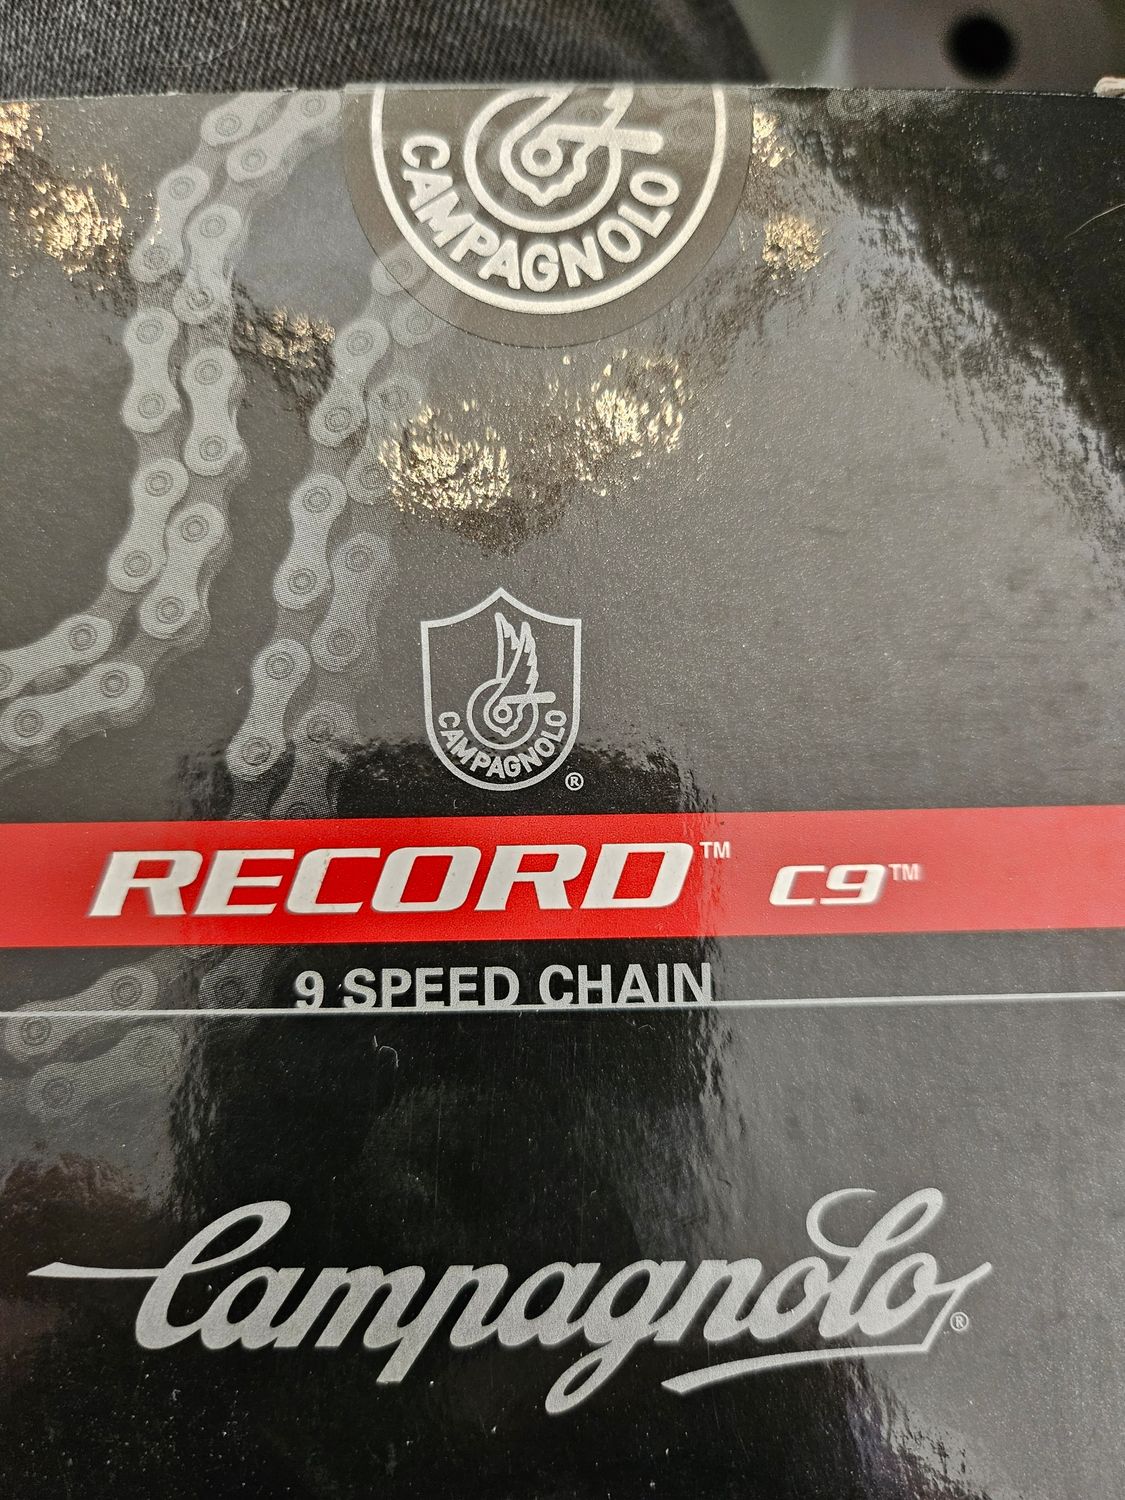 CAMPAGNOLO
CAMPAGNOLO
®
RECORD™ C9™
9 SPEED CHAIN
Campagnolo®